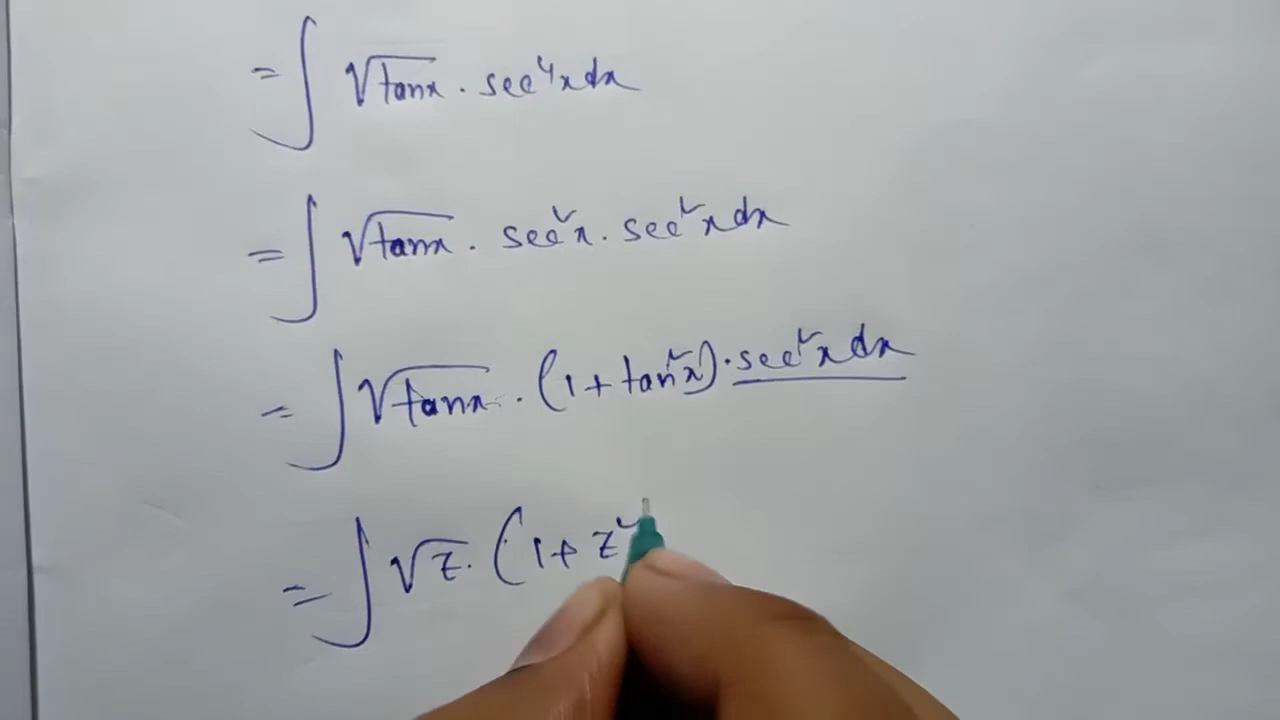 = ∫ √tanx · sec⁴x dx
= ∫ √tanx · sec²x · sec²x dx
= ∫ √tanx · (1 + tan²x) · sec²x dx
= ∫ √z · (1 + z²